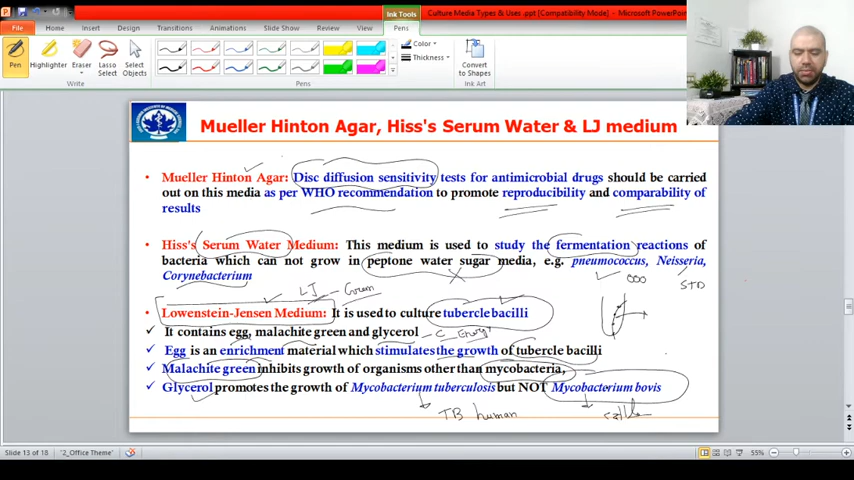 Ink Tools
Culture Media Types & Uses .ppt [Compatibility Mode] - Microsoft PowerPoint
File Home Insert Design Transitions Animations Slide Show Review View Pens
Pen Highlighter Eraser Lasso Select Convert
Select Objects to Shapes
Color
Thickness
Write Pens Ink Art
Mueller Hinton Agar, Hiss's Serum Water & LJ medium
• Mueller Hinton Agar: Disc diffusion sensitivity tests for antimicrobial drugs should be carried
out on this media as per WHO recommendation to promote reproducibility and comparability of
results
• Hiss's Serum Water Medium: This medium is used to study the fermentation reactions of
bacteria which can not grow in peptone water sugar media, e.g. pneumococcus, Neisseria,
Corynebacterium
STD
LJ
• Lowenstein-Jensen Medium: It is used to culture tubercle bacilli
✓ It contains egg, malachite green and glycerol
✓ Egg is an enrichment material which stimulates the growth of tubercle bacilli
✓ Malachite green inhibits growth of organisms other than mycobacteria,
✓ Glycerol promotes the growth of Mycobacterium tuberculosis but NOT Mycobacterium bovis
TB human
Slide 13 of 18 "2_Office Theme" 55%